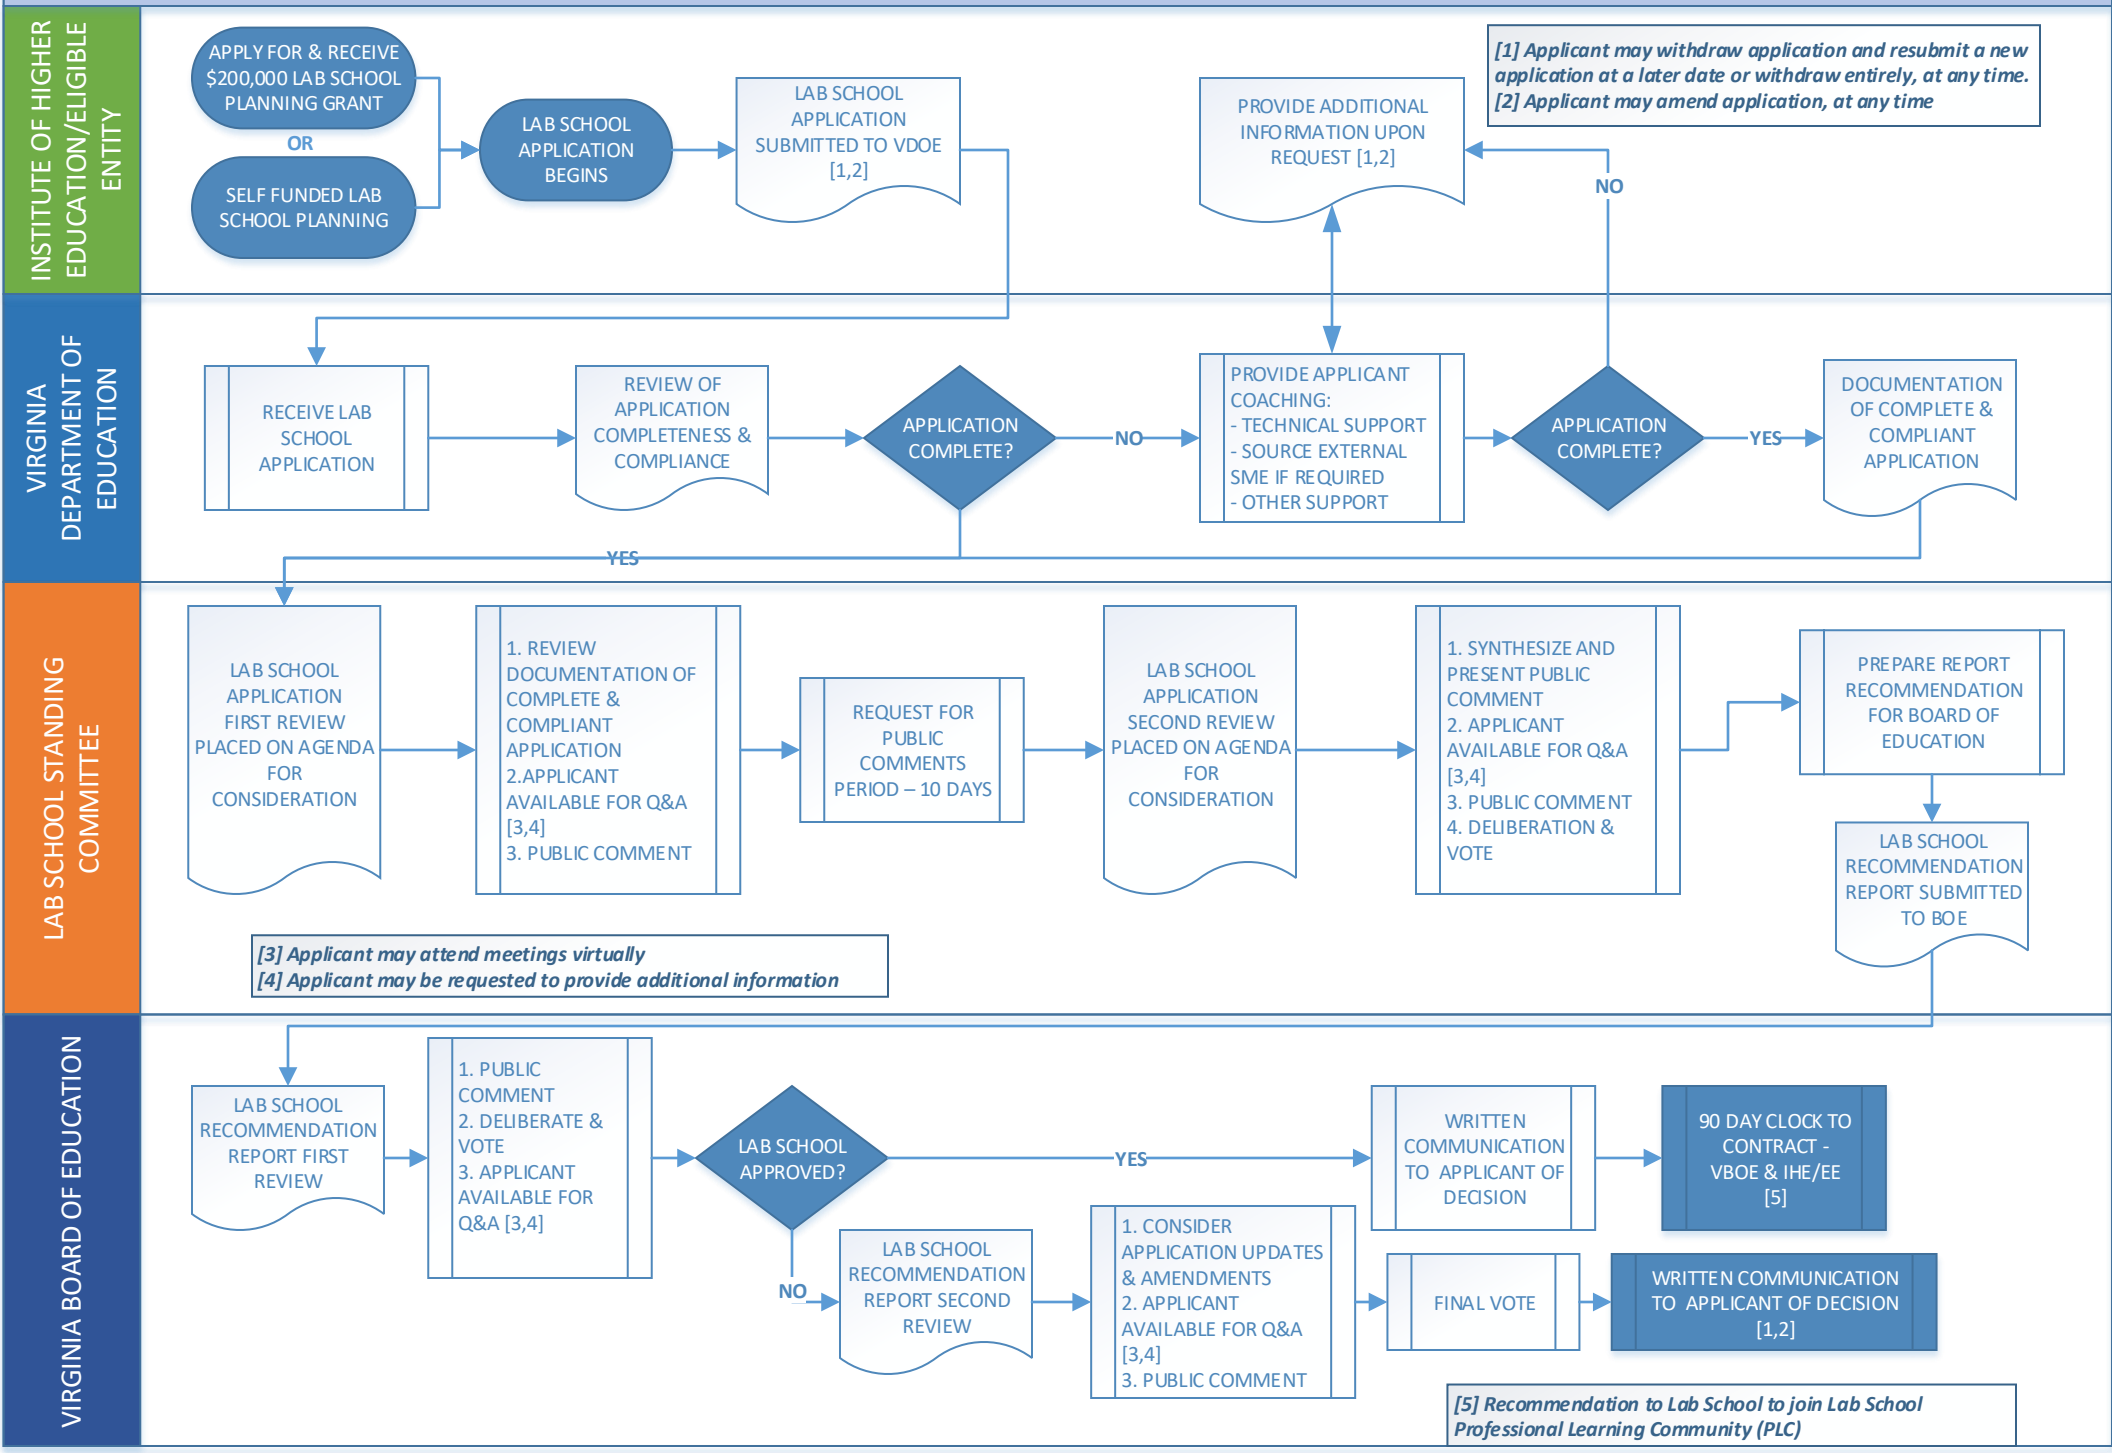 INSTITUTE OF HIGHER
EDUCATION/ELIGIBLE
ENTITY
APPLY FOR & RECEIVE
$200,000 LAB SCHOOL
PLANNING GRANT
OR
SELF FUNDED LAB
SCHOOL PLANNING
LAB SCHOOL
APPLICATION
BEGINS
LAB SCHOOL
APPLICATION
SUBMITTED TO VDOE
[1,2]
PROVIDE ADDITIONAL
INFORMATION UPON
REQUEST [1,2]
NO
[1] Applicant may withdraw application and resubmit a new
application at a later date or withdraw entirely, at any time.
[2] Applicant may amend application, at any time
VIRGINIA
DEPARTMENT OF
EDUCATION
RECEIVE LAB
SCHOOL
APPLICATION
REVIEW OF
APPLICATION
COMPLETENESS &
COMPLIANCE
APPLICATION
COMPLETE?
NO
PROVIDE APPLICANT
COACHING:
- TECHNICAL SUPPORT
- SOURCE EXTERNAL
SME IF REQUIRED
- OTHER SUPPORT
APPLICATION
COMPLETE?
YES
DOCUMENTATION
OF COMPLETE &
COMPLIANT
APPLICATION
YES
LAB SCHOOL STANDING
COMMITTEE
LAB SCHOOL
APPLICATION
FIRST REVIEW
PLACED ON AGENDA
FOR
CONSIDERATION
1. REVIEW
DOCUMENTATION OF
COMPLETE &
COMPLIANT
APPLICATION
2.APPLICANT
AVAILABLE FOR Q&A
[3,4]
3. PUBLIC COMMENT
REQUEST FOR
PUBLIC
COMMENTS
PERIOD – 10 DAYS
LAB SCHOOL
APPLICATION
SECOND REVIEW
PLACED ON AGENDA
FOR
CONSIDERATION
1. SYNTHESIZE AND
PRESENT PUBLIC
COMMENT
2. APPLICANT
AVAILABLE FOR Q&A
[3,4]
3. PUBLIC COMMENT
4. DELIBERATION &
VOTE
PREPARE REPORT
RECOMMENDATION
FOR BOARD OF
EDUCATION
LAB SCHOOL
RECOMMENDATION
REPORT SUBMITTED
TO BOE
[3] Applicant may attend meetings virtually
[4] Applicant may be requested to provide additional information
VIRGINIA BOARD OF EDUCATION
LAB SCHOOL
RECOMMENDATION
REPORT FIRST
REVIEW
1. PUBLIC
COMMENT
2. DELIBERATE &
VOTE
3. APPLICANT
AVAILABLE FOR
Q&A [3,4]
LAB SCHOOL
APPROVED?
YES
WRITTEN
COMMUNICATION
TO APPLICANT OF
DECISION
90 DAY CLOCK TO
CONTRACT -
VBOE & IHE/EE
[5]
NO
LAB SCHOOL
RECOMMENDATION
REPORT SECOND
REVIEW
1. CONSIDER
APPLICATION UPDATES
& AMENDMENTS
2. APPLICANT
AVAILABLE FOR Q&A
[3,4]
3. PUBLIC COMMENT
FINAL VOTE
WRITTEN COMMUNICATION
TO APPLICANT OF DECISION
[1,2]
[5] Recommendation to Lab School to join Lab School
Professional Learning Community (PLC)